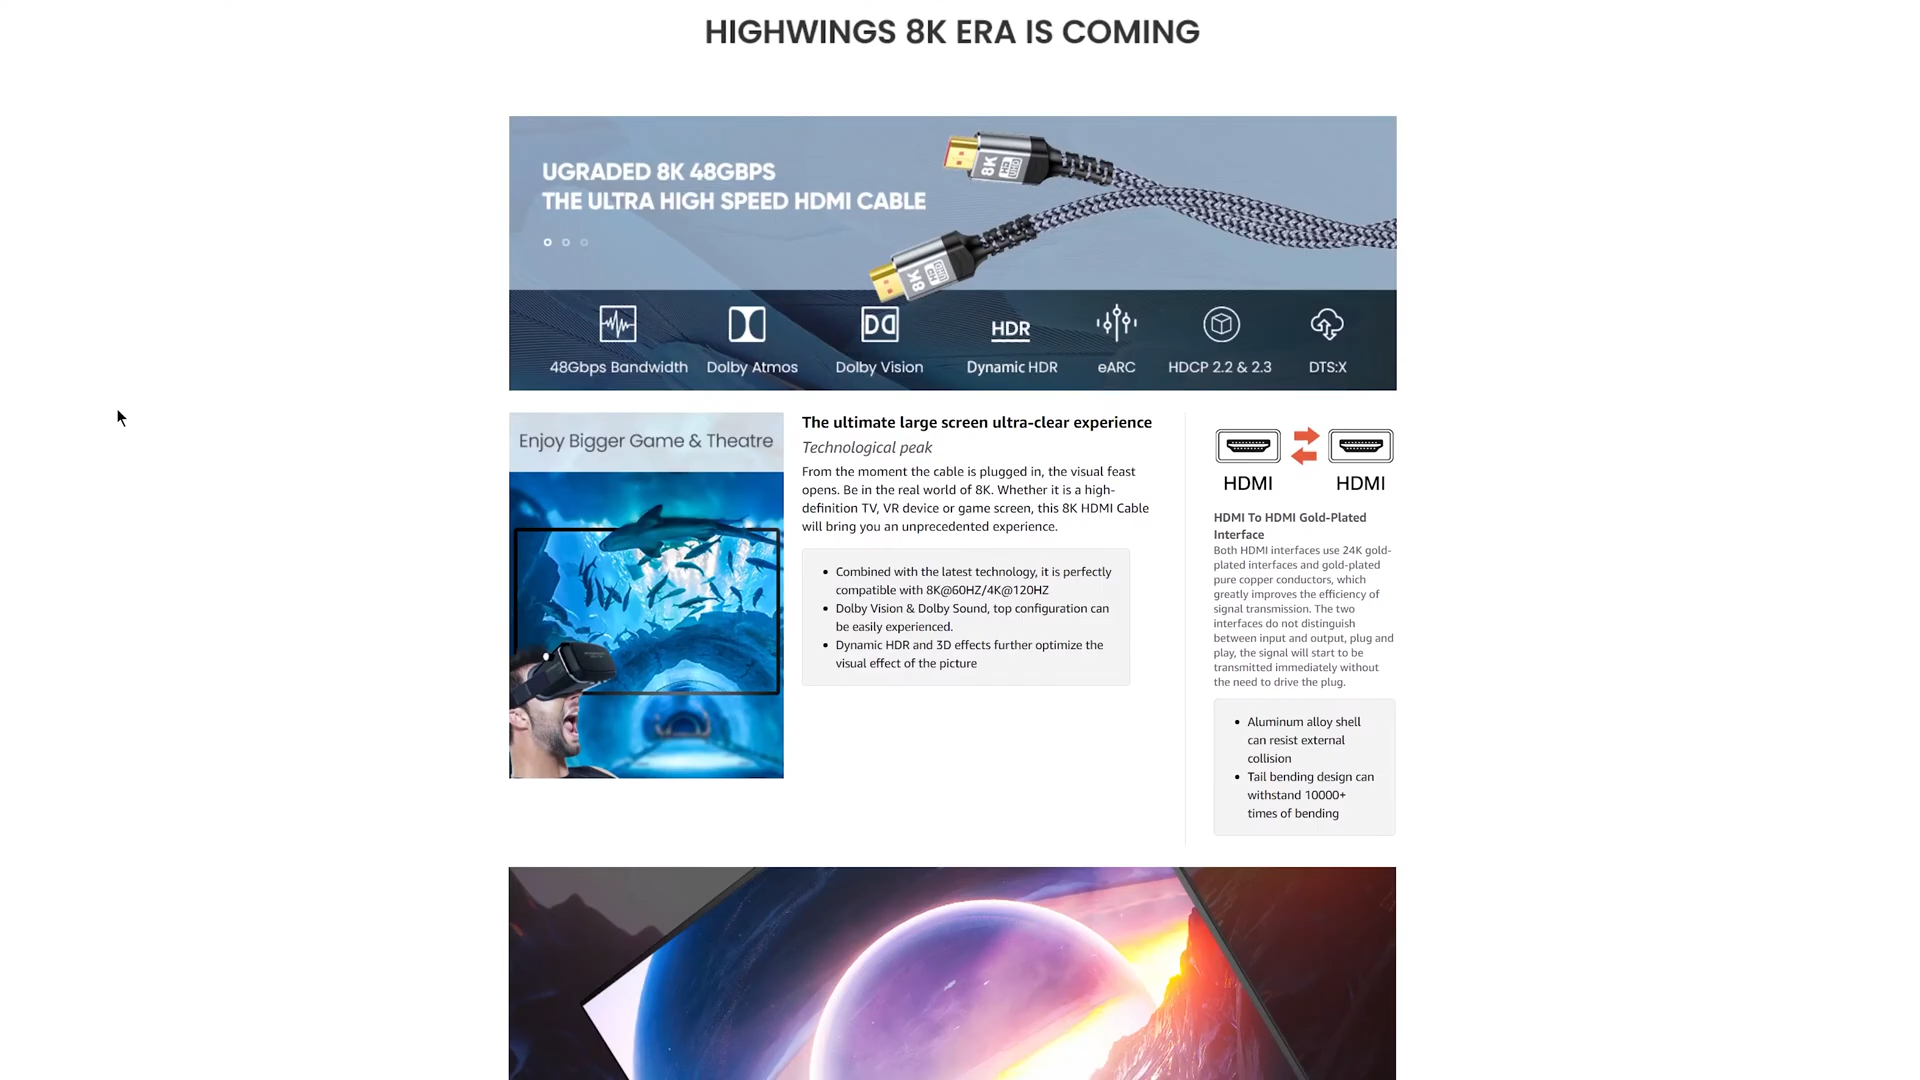 HIGHWINGS 8K ERA IS COMING
UGRADED 8K 48GBPS
THE ULTRA HIGH SPEED HDMI CABLE
8K
UHD
8K
UHD
48Gbps Bandwidth
Dolby Atmos
Dolby Vision
HDR
Dynamic HDR
eARC
HDCP 2.2 & 2.3
DTS:X
Enjoy Bigger Game & Theatre
The ultimate large screen ultra-clear experience
Technological peak
From the moment the cable is plugged in, the visual feast
opens. Be in the real world of 8K. Whether it is a high-
definition TV, VR device or game screen, this 8K HDMI Cable
will bring you an unprecedented experience.
Combined with the latest technology, it is perfectly
compatible with 8K@60HZ/4K@120HZ
Dolby Vision & Dolby Sound, top configuration can
be easily experienced.
Dynamic HDR and 3D effects further optimize the
visual effect of the picture
HDMI
HDMI
HDMI To HDMI Gold-Plated
Interface
Both HDMI interfaces use 24K gold-
plated interfaces and gold-plated
pure copper conductors, which
greatly improves the efficiency of
signal transmission. The two
interfaces do not distinguish
between input and output, plug and
play, the signal will start to be
transmitted immediately without
the need to drive the plug.
Aluminum alloy shell
can resist external
collision
Tail bending design can
withstand 10000+
times of bending